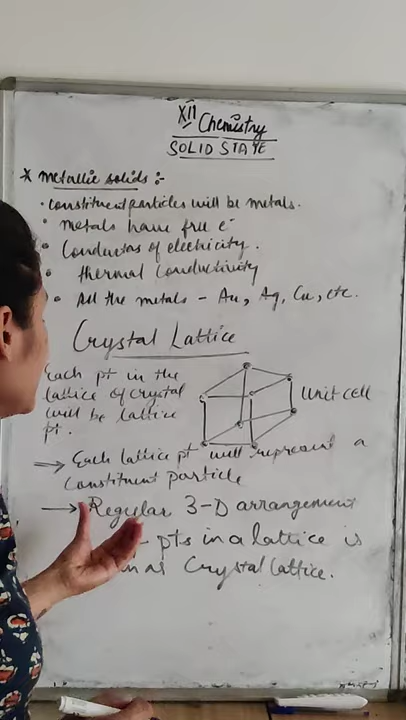 XII Chemistry
SOLID STATE
* Metallic solids :-
• constituent particles will be metals.
• metals have free e⁻
• Conductors of electricity.
• thermal conductivity
• All the metals - Au, Ag, Cu, etc.
Crystal Lattice
Each pt in the
lattice of crystal
will be lattice
pt.
Unit cell
⇒ Each lattice pt will represent a
constituent particle
→ Regular 3-D arrangement
- pts in a lattice is
n as Crystal lattice.